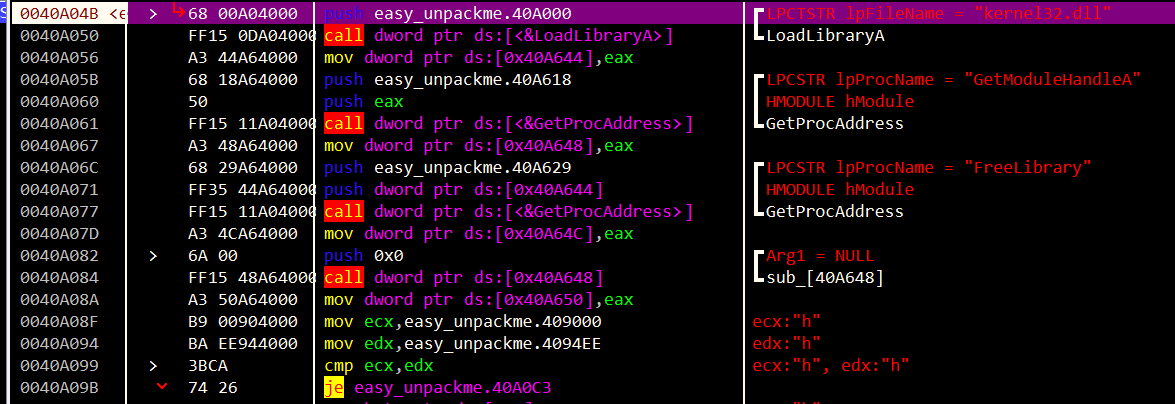 0040A04B <e > 68 00A04000 push easy_unpackme.40A000 LPCTSTR lpFileName = "kernel32.dll"
0040A050 FF15 0DA04000 call dword ptr ds:[<&LoadLibraryA>] LoadLibraryA
0040A056 A3 44A64000 mov dword ptr ds:[0x40A644],eax
0040A05B 68 18A64000 push easy_unpackme.40A618 LPCSTR lpProcName = "GetModuleHandleA"
0040A060 50 push eax HMODULE hModule
0040A061 FF15 11A04000 call dword ptr ds:[<&GetProcAddress>] GetProcAddress
0040A067 A3 48A64000 mov dword ptr ds:[0x40A648],eax
0040A06C 68 29A64000 push easy_unpackme.40A629 LPCSTR lpProcName = "FreeLibrary"
0040A071 FF35 44A64000 push dword ptr ds:[0x40A644] HMODULE hModule
0040A077 FF15 11A04000 call dword ptr ds:[<&GetProcAddress>] GetProcAddress
0040A07D A3 4CA64000 mov dword ptr ds:[0x40A64C],eax
0040A082 > 6A 00 push 0x0 Arg1 = NULL
0040A084 FF15 48A64000 call dword ptr ds:[0x40A648] sub_[40A648]
0040A08A A3 50A64000 mov dword ptr ds:[0x40A650],eax
0040A08F B9 00904000 mov ecx,easy_unpackme.409000 ecx:"h"
0040A094 BA EE944000 mov edx,easy_unpackme.4094EE edx:"h"
0040A099 > 3BCA cmp ecx,edx ecx:"h", edx:"h"
0040A09B 74 26 je easy_unpackme.40A0C3